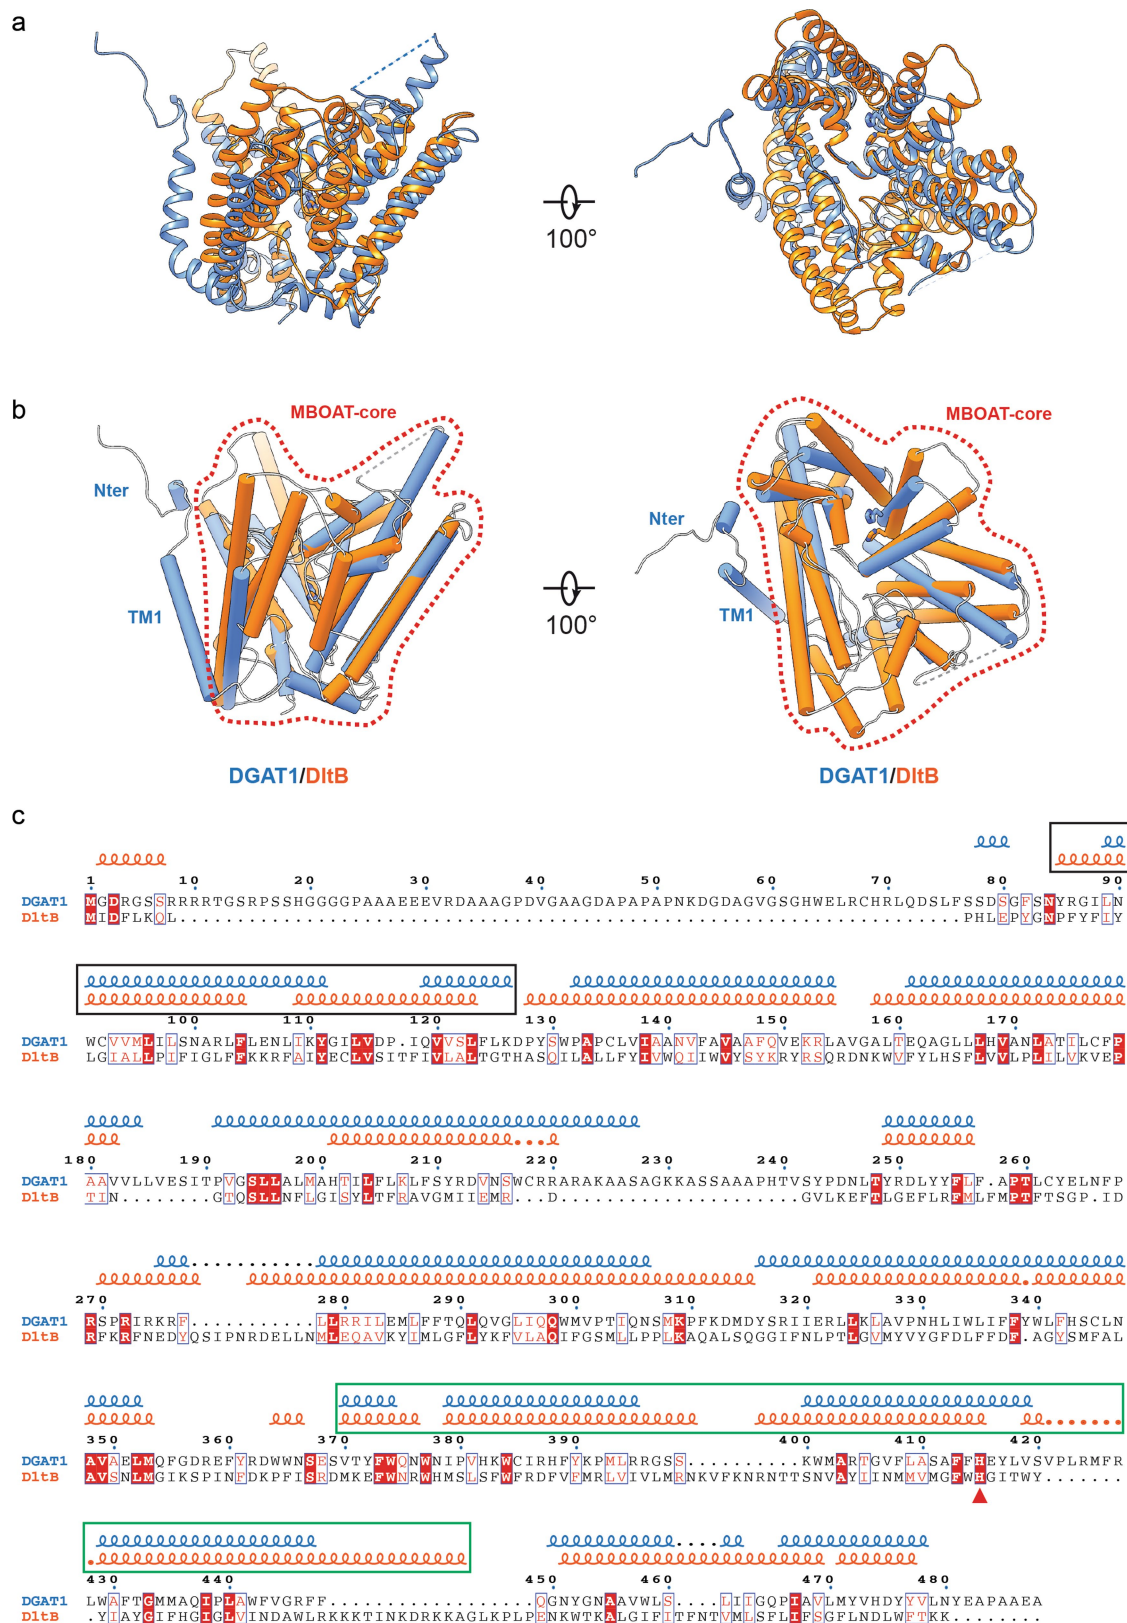 a
100°
b
MBOAT-core
MBOAT-core
Nter
Nter
TM1
TM1
100°
DGAT1/DltB
DGAT1/DltB
c
1 10 20 30 40 50 60 70 80 90
DGAT1 MGDRGSSRRRRTGSRPSSHGGGGPAAAEEEVRDAAAGPDVGAAGDAPAPAPNKDGDAGVGSGHWELRCHRLQDSLFSSDSGFSNYRGILN
DltB MIDFLKQL....................................................................PHLEPYGNPFYFIY
100 110 120 130 140 150 160 170
DGAT1 WCVVMLILSNARLFLENLIKYGILVDP.IQVVSLFLKDPYSWPAPCLVIAANVFAVAAFQVEKRLAVGALTEQAGLLLHVANLATILCFP
DltB LGIALLPIFIGLFFKKRFAIYECLVSITFIVLALTGTHASQILALLFYIVWQIIWVYSYKRYRSQRDNKWVFYLHSFLVVLPLILVKVEP
180 190 200 210 220 230 240 250 260
DGAT1 AAVVLLVESITPVGSLLALMAHTILFLKLFSYRDVNSWCRRARAKAASAGKKASSAAAPHTVSYPDNLTYRDLYYFLF.APTLCYELNFP
DltB TIN........GTQSLLNFLGISYLTFRAVGMIIEMR...D.....................GVLKEFTLGEFLRFMLFMPTFTSGP.ID
270 280 290 300 310 320 330 340
DGAT1 RSPRIRKRF...........LLRRILEMLFFTQLQVGLIQQWMVPTIQNSMKPFKDMDYSRIIERLLKLAVPNHLIWLIFFYWLFHSCLN
DltB RFKRFNEDYQSIPNRDELLNMLEQAVKYIMLGFLYKFVLAQIFGSMLLPPLKAQALSQGGIFNLPTLGVMYVYGFDLFFDF.AGYSMFAL
350 360 370 380 390 400 410 420
DGAT1 AVAELMQFGDREFYRDWWNSESVTYFWQNWNIPVHKWCIRHFYKPMLRRGSS..........KWMARTGVFLASAFFHEYLVSVPLRMFR
DltB AVSNLMGIKSPINFDKPFISRDMKEFWNRWHMSLSFWFRDFVFMRLVIVLMRNKVFKNRNTTSNVAYIINMMVMGFWHGITWY.......
430 440 450 460 470 480
DGAT1 LWAFTGMMAQIPLAWFVGRFF..................QGNYGNAAVWLS....LIIGQPIAVLMYVHDYYVLNYEPAAEA
DltB .YIAYGIFHGIGLVINDAWLRKKKTINKDRKKAGLKPLPENKWTKALGIFITFNTVMLSFLIFSGFLNDLWFTKK.......